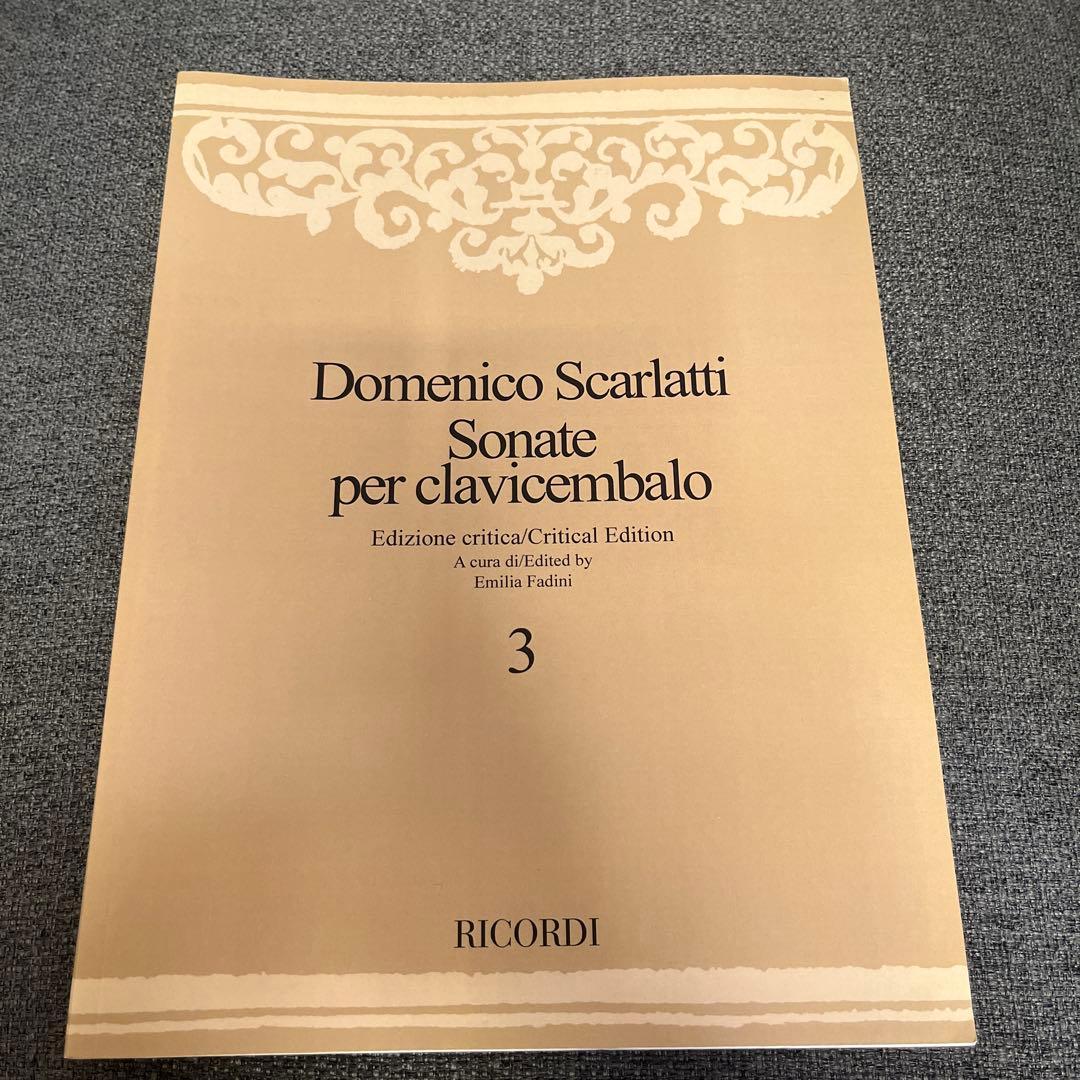 Domenico Scarlatti
Sonate
per clavicembalo
Edizione critica/Critical Edition
A cura di/Edited by
Emilia Fadini
3
RICORDI